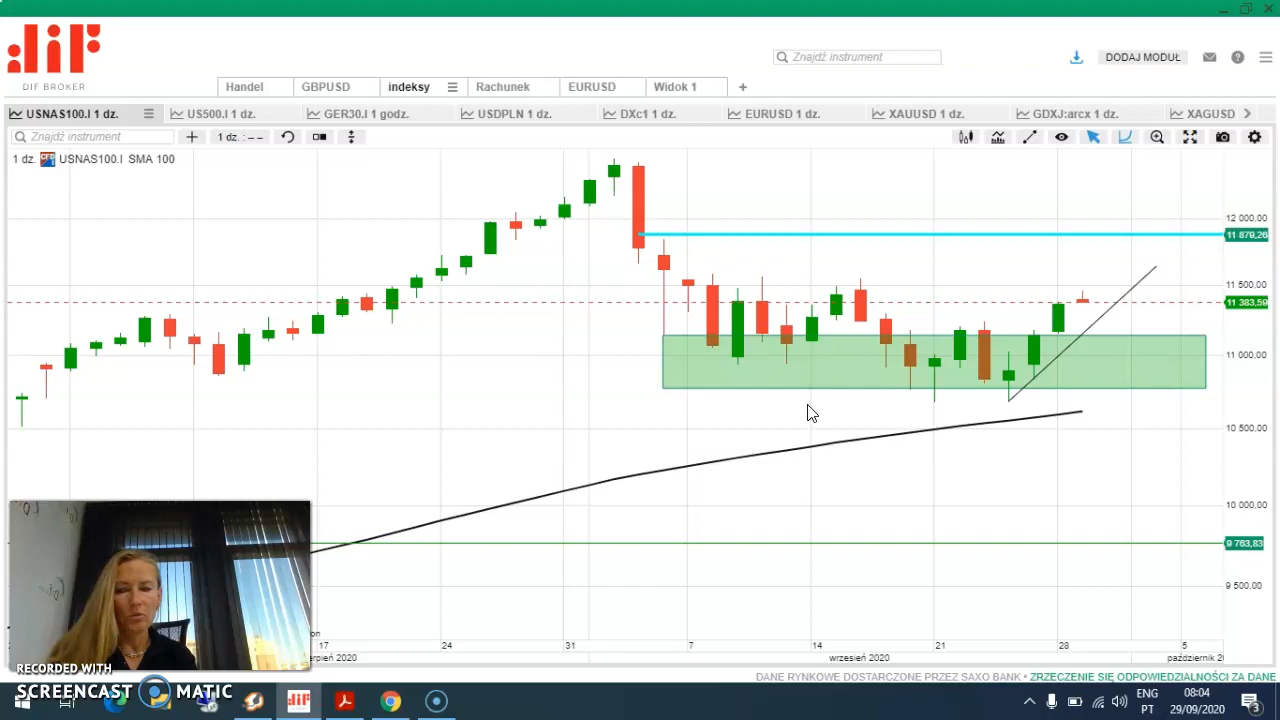 diF
DIF BRÓKER
Znajdź instrument
DODAJ MODUŁ
Handel GBPUSD indeksy Rachunek EURUSD Widok 1 +
USNAS100.I 1 dz. US500.I 1 dz. GER30.I 1 godz. USDPLN 1 dz. DXc1 1 dz. EURUSD 1 dz. XAUUSD 1 dz. GDXJ:arcx 1 dz. XAGUSD
Znajdź instrument 1 dz.
1 dz. CFD USNAS100.I SMA 100
12 000.00
11 879,26
11 500.00
11 383,59
11 000.00
10 500.00
10 000.00
9 763,83
9 500.00
17 24 31 7 14 21 28 5
erpień 2020 wrzesień 2020 październik 2
DANE RYNKOWE DOSTARCZONE PRZEZ SAXO BANK • ZRZECZENIE SIĘ ODPOWIEDZIALNOŚCI ZA DANE
RECORDED WITH
SCREENCAST MATIC
ENG
PT
08:04
29/09/2020
3